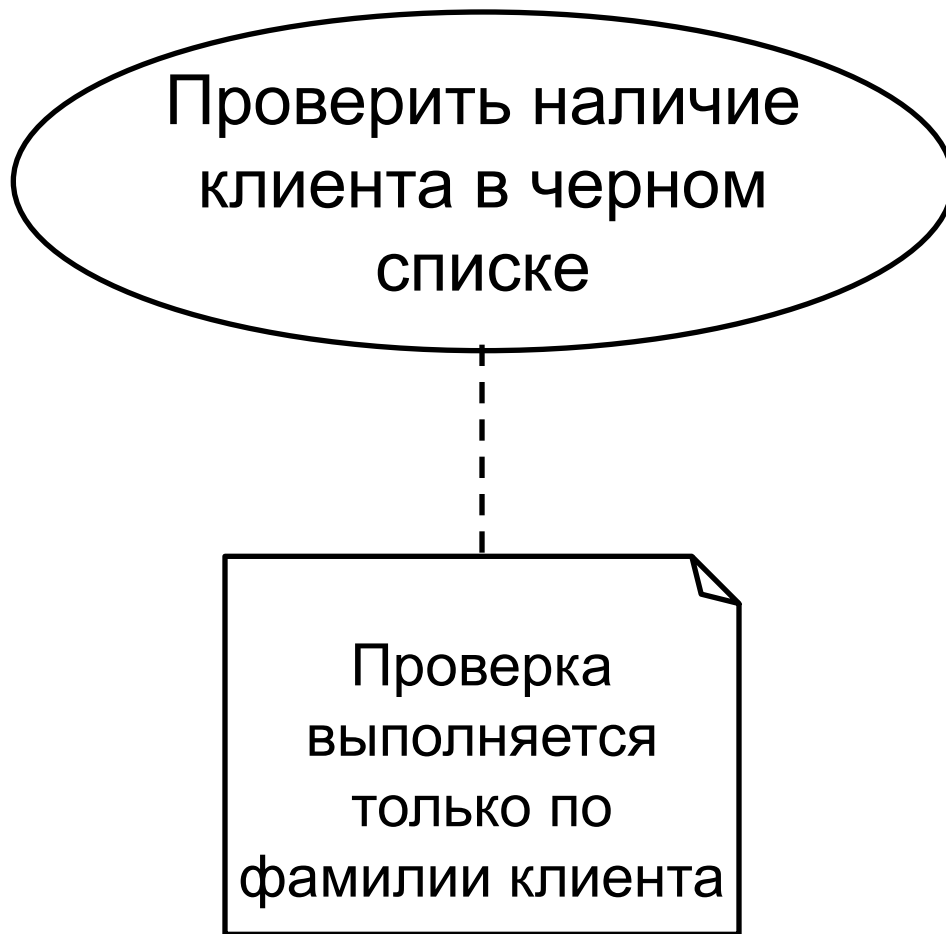 Проверить наличие
клиента в черном
списке
Проверка
выполняется
только по
фамилии клиента